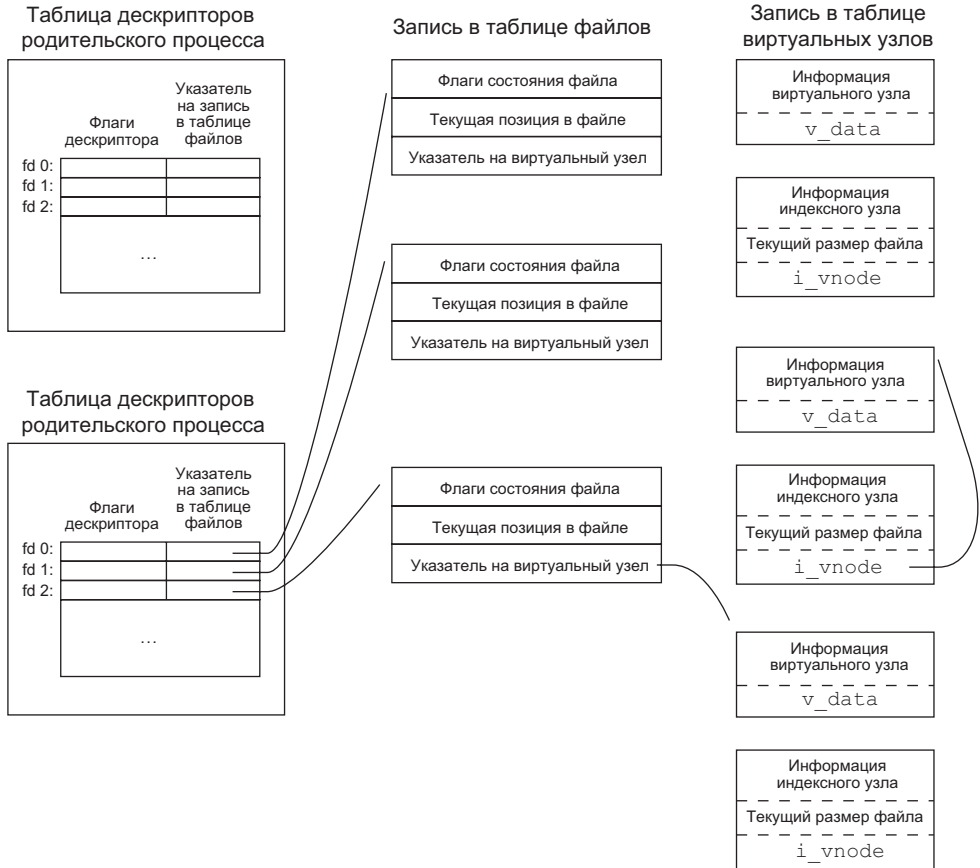 Таблица дескрипторов
родительского процесса
Флаги
дескриптора
Указатель
на запись
в таблице
файлов
fd 0:
fd 1:
fd 2:
...
Таблица дескрипторов
родительского процесса
Флаги
дескриптора
Указатель
на запись
в таблице
файлов
fd 0:
fd 1:
fd 2:
...
Запись в таблице файлов
Флаги состояния файла
Текущая позиция в файле
Указатель на виртуальный узел
Флаги состояния файла
Текущая позиция в файле
Указатель на виртуальный узел
Флаги состояния файла
Текущая позиция в файле
Указатель на виртуальный узел
Запись в таблице
виртуальных узлов
Информация
виртуального узла
v_data
Информация
индексного узла
Текущий размер файла
i_vnode
Информация
виртуального узла
v_data
Информация
индексного узла
Текущий размер файла
i_vnode
Информация
виртуального узла
v_data
Информация
индексного узла
Текущий размер файла
i_vnode